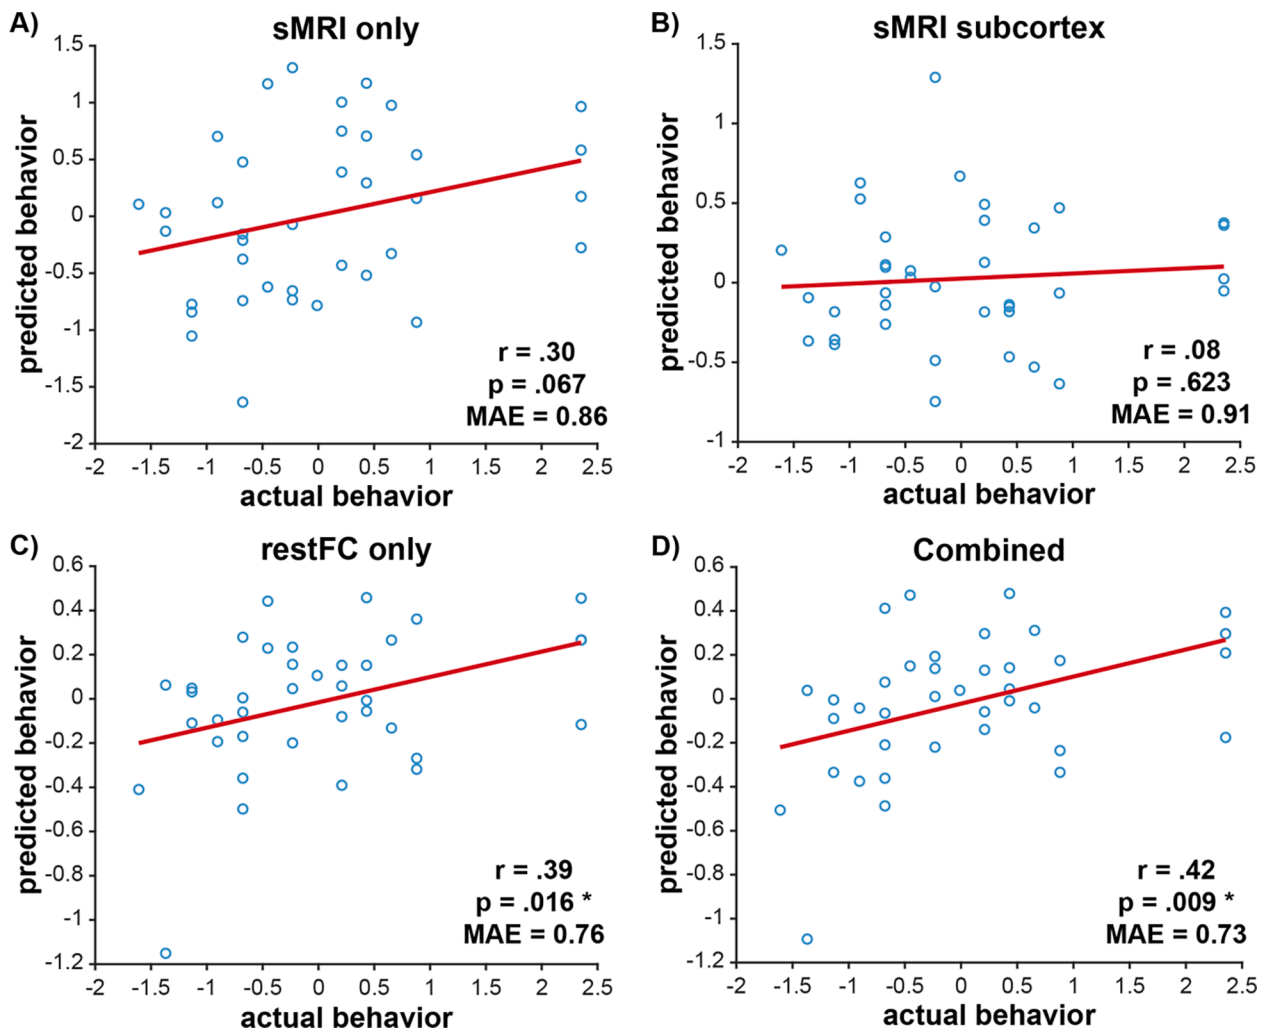 A)
sMRI only
1.5
1
0.5
0
-0.5
-1
-1.5
-2
predicted behavior
r = .30
p = .067
MAE = 0.86
-2 -1.5 -1 -0.5 0 0.5 1 1.5 2 2.5
actual behavior
B)
sMRI subcortex
1.5
1
0.5
0
-0.5
-1
predicted behavior
r = .08
p = .623
MAE = 0.91
-2 -1.5 -1 -0.5 0 0.5 1 1.5 2 2.5
actual behavior
C)
restFC only
0.6
0.4
0.2
0
-0.2
-0.4
-0.6
-0.8
-1
-1.2
predicted behavior
r = .39
p = .016 *
MAE = 0.76
-2 -1.5 -1 -0.5 0 0.5 1 1.5 2 2.5
actual behavior
D)
Combined
0.6
0.4
0.2
0
-0.2
-0.4
-0.6
-0.8
-1
-1.2
predicted behavior
r = .42
p = .009 *
MAE = 0.73
-2 -1.5 -1 -0.5 0 0.5 1 1.5 2 2.5
actual behavior